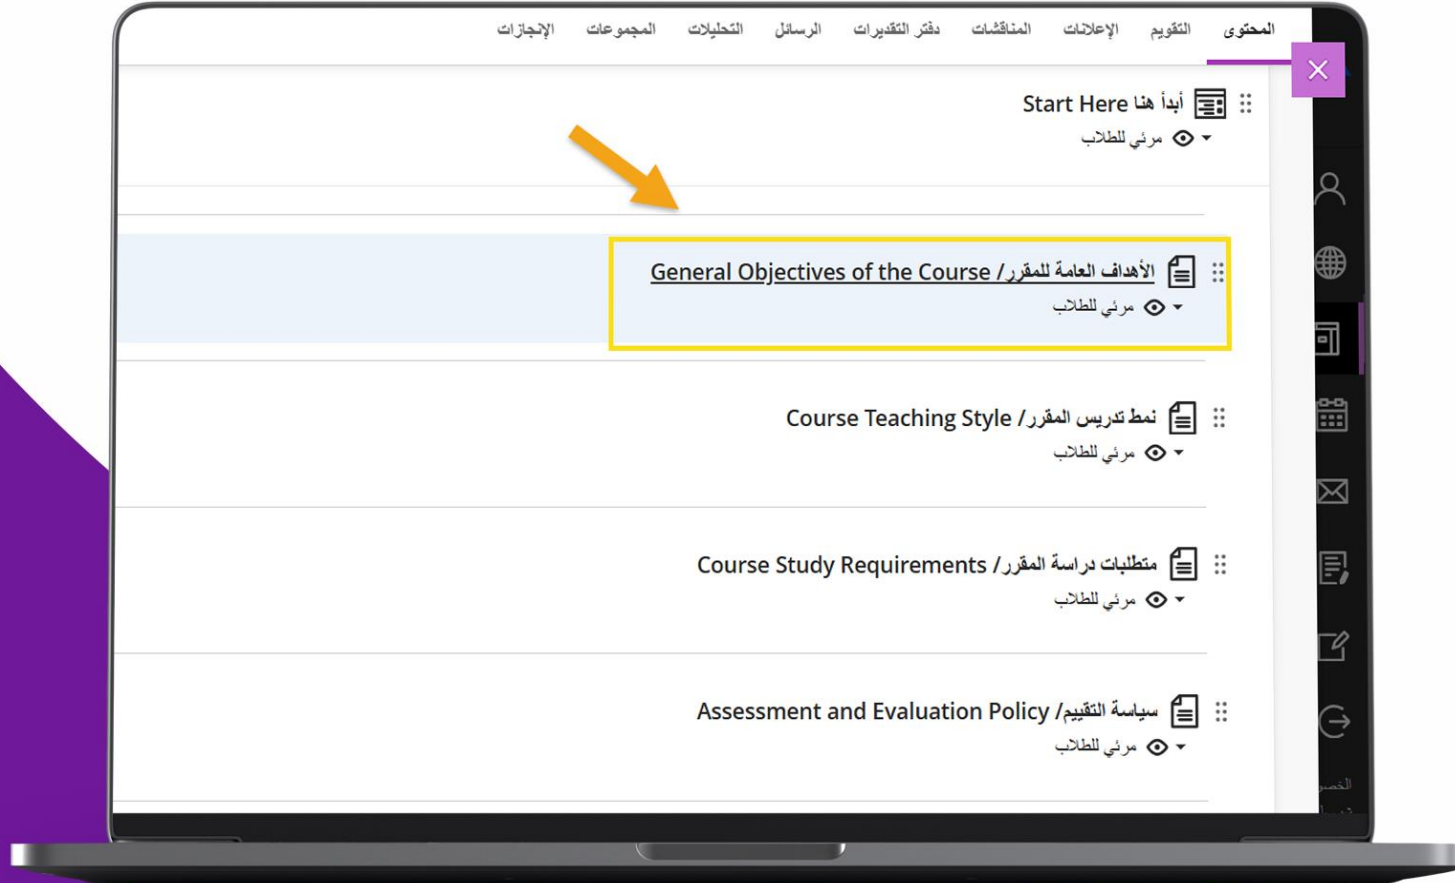 المحتوى التقويم الإعلانات المناقشات دفتر التقديرات الرسائل التحليلات المجموعات الإنجازات
أبدأ هنا Start Here
مرئي للطلاب
الأهداف العامة للمقرر/ General Objectives of the Course
مرئي للطلاب
نمط تدريس المقرر/ Course Teaching Style
مرئي للطلاب
متطلبات دراسة المقرر/ Course Study Requirements
مرئي للطلاب
سياسة التقييم/ Assessment and Evaluation Policy
مرئي للطلاب